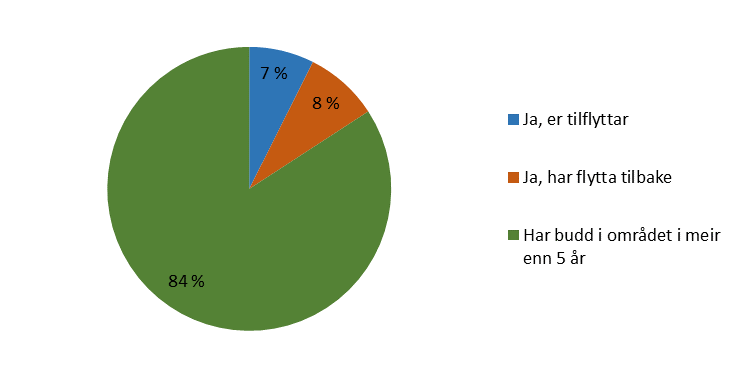 7 %
8 %
84 %
Ja, er tilflyttar
Ja, har flytta tilbake
Har budd i området i meir
enn 5 år